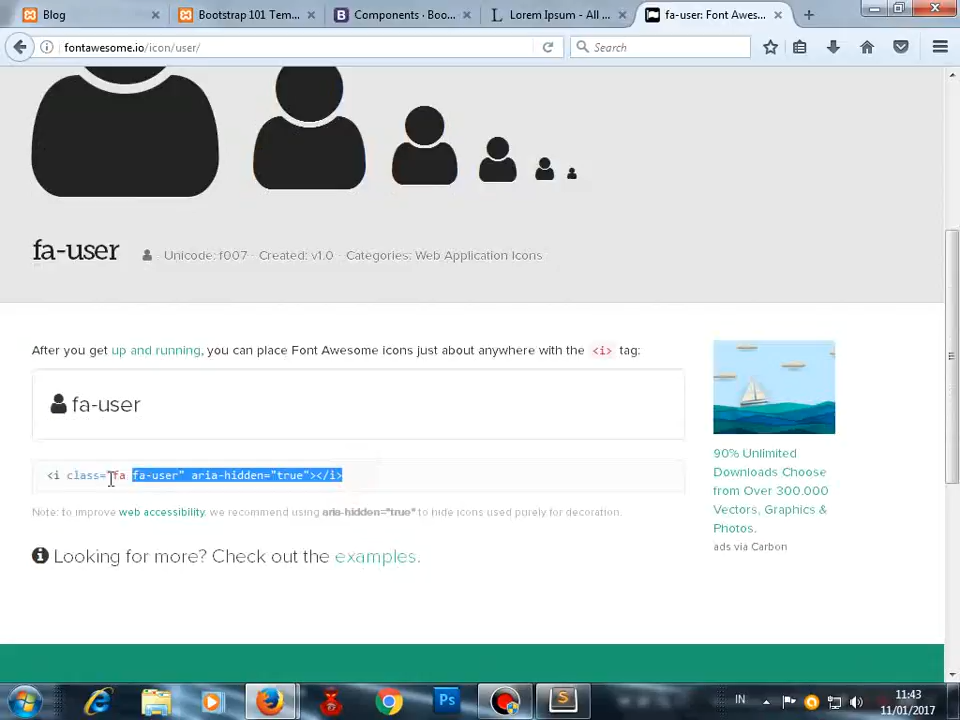 Blog
Bootstrap 101 Tem...
Components · Boo...
Lorem Ipsum - All ...
fa-user: Font Awes...
fontawesome.io/icon/user/
Search
fa-user
· Unicode: f007 · Created: v1.0 · Categories: Web Application Icons
After you get up and running, you can place Font Awesome icons just about anywhere with the <i> tag:
fa-user
<i class="fa fa-user" aria-hidden="true"></i>
Note: to improve web accessibility, we recommend using aria-hidden="true" to hide icons used purely for decoration.
Looking for more? Check out the examples.
90% Unlimited
Downloads Choose
from Over 300.000
Vectors, Graphics &
Photos.
ads via Carbon
Ps
IN
11:43
11/01/2017